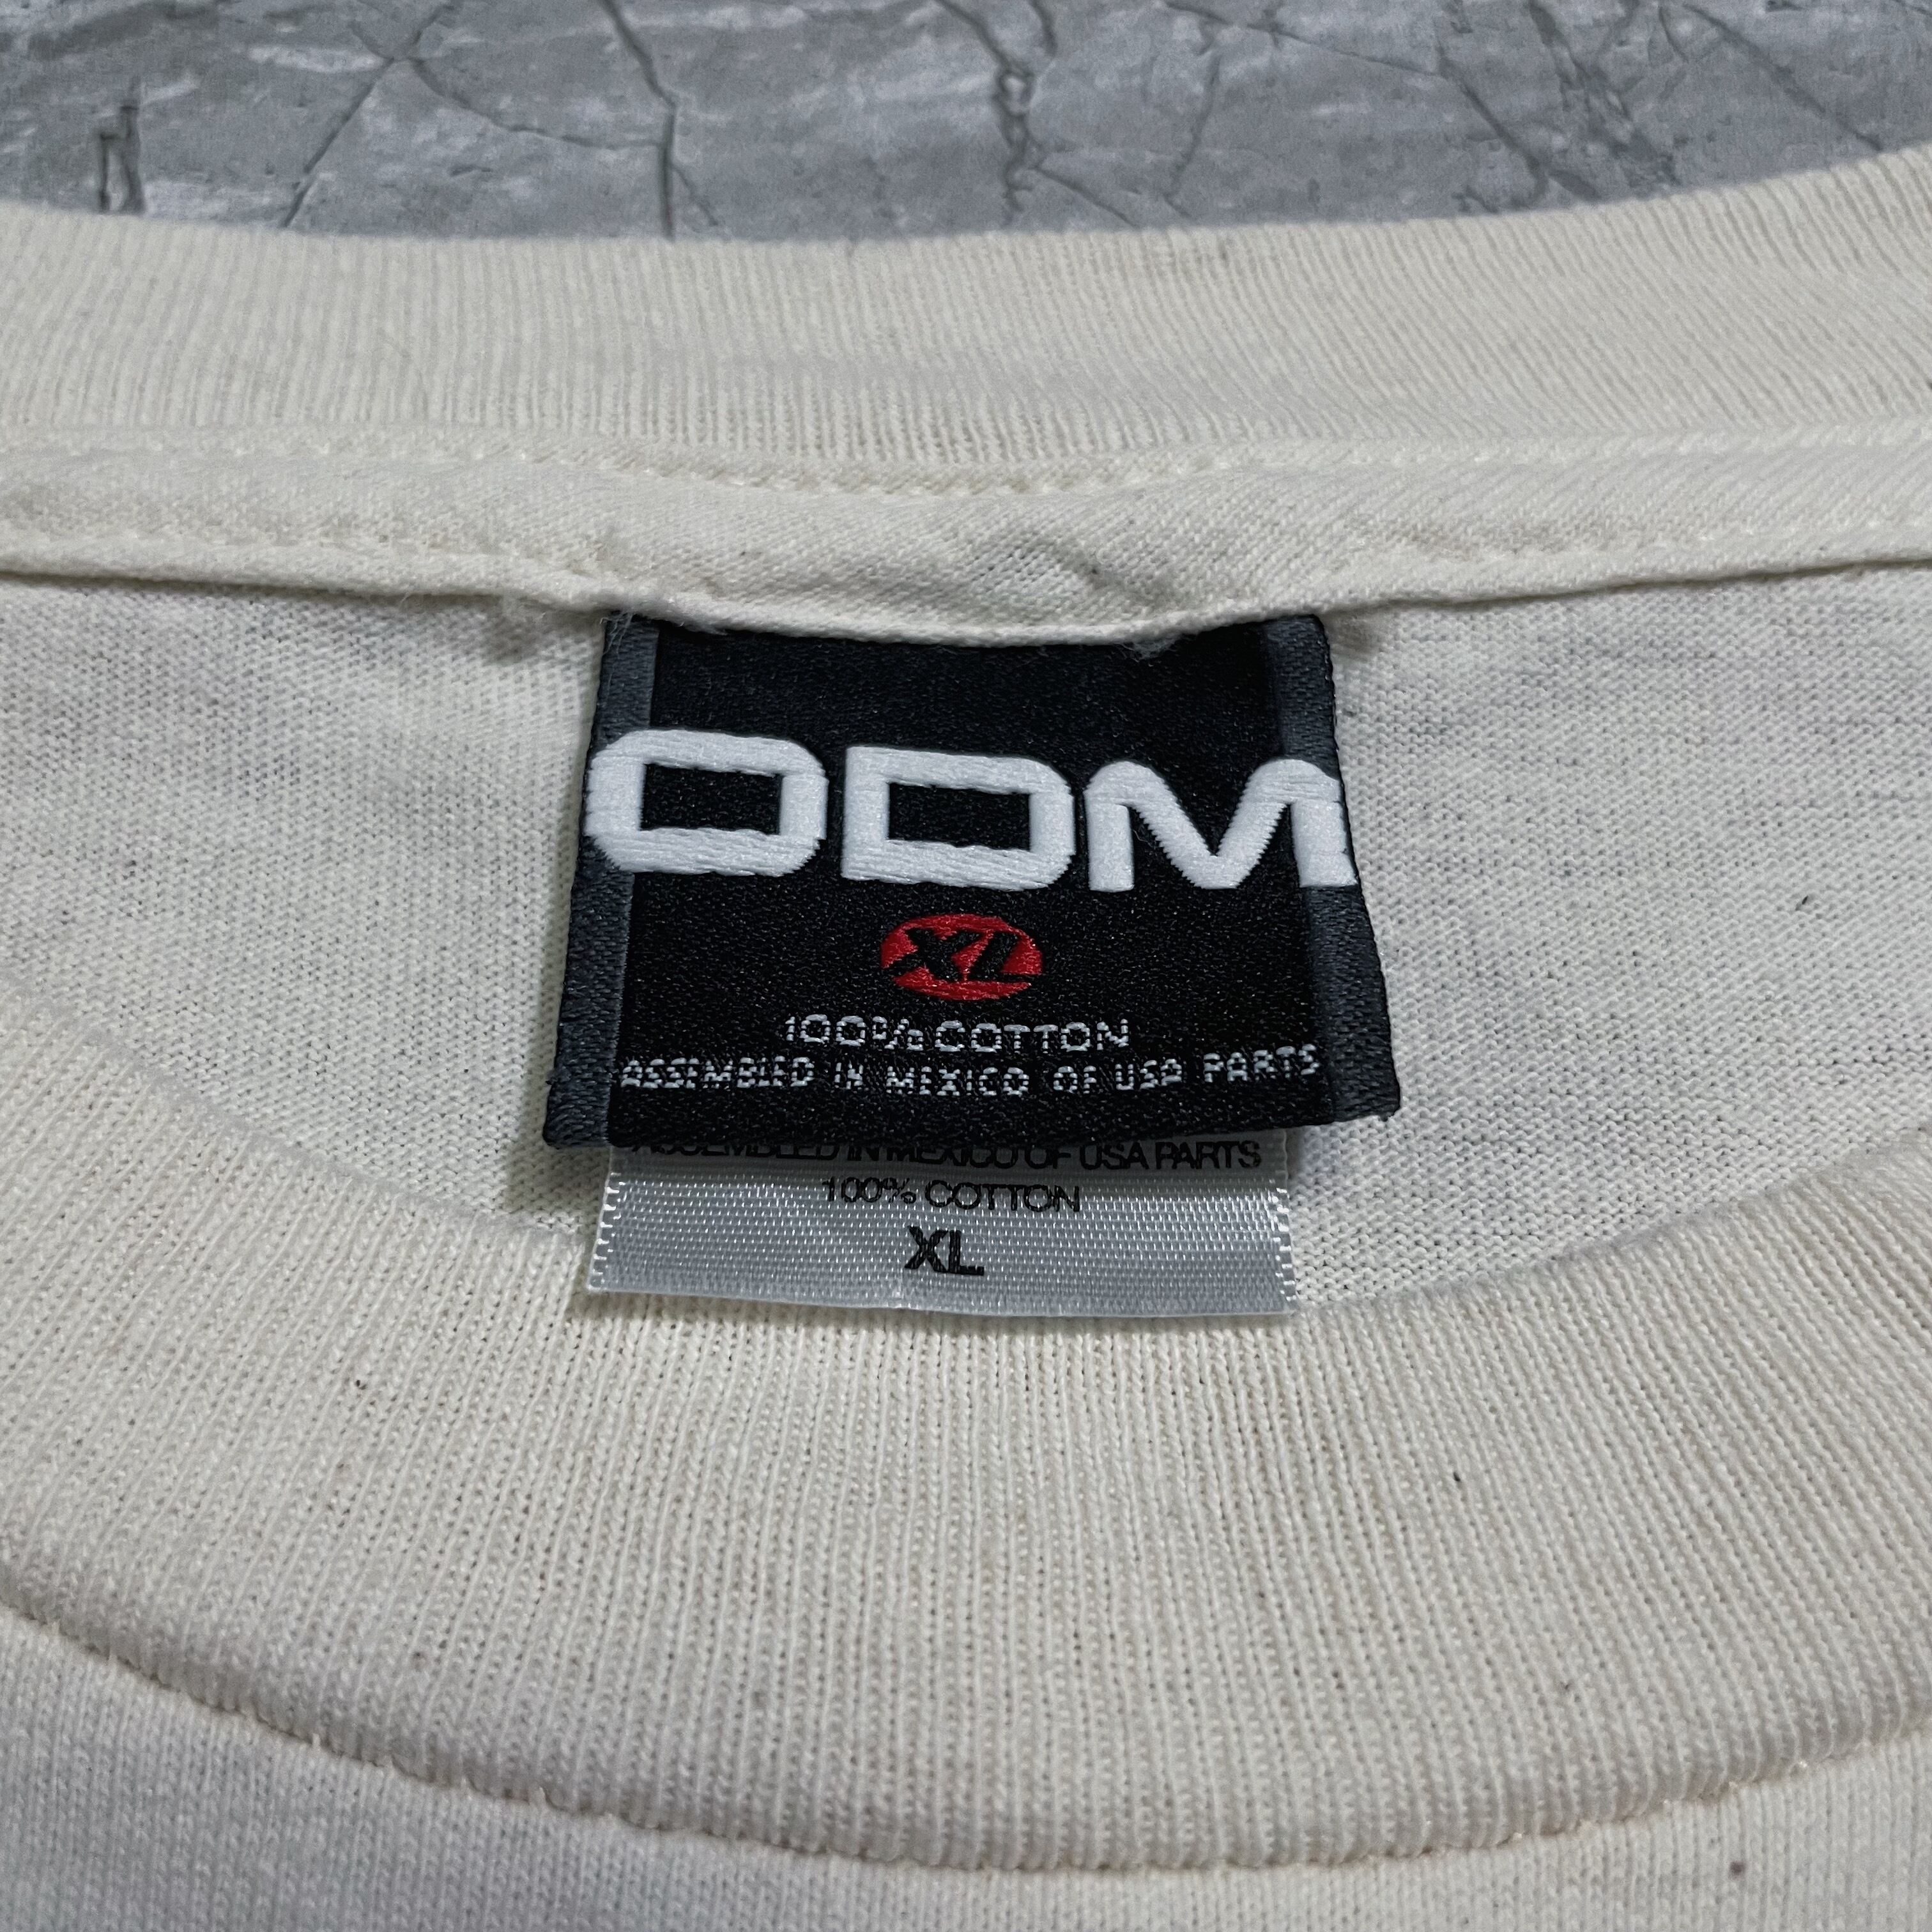 ODM
XL
100% COTTON
ASSEMBLED IN MEXICO OF USA PARTS
ASSEMBLED IN MEXICO OF USA PARTS
100% COTTON
XL